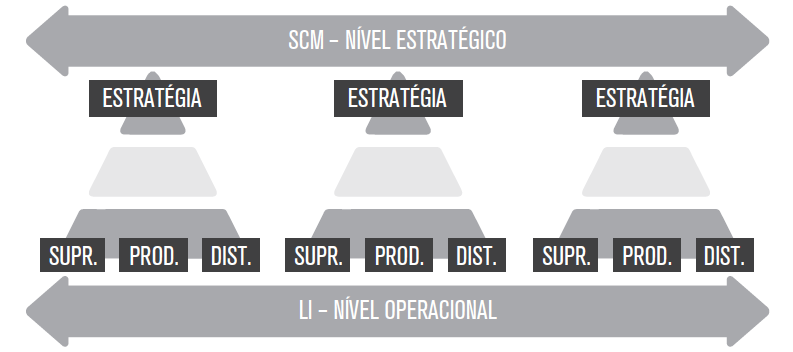 SCM – NÍVEL ESTRATÉGICO
ESTRATÉGIA ESTRATÉGIA ESTRATÉGIA
SUPR. PROD. DIST. SUPR. PROD. DIST. SUPR. PROD. DIST.
LI – NÍVEL OPERACIONAL